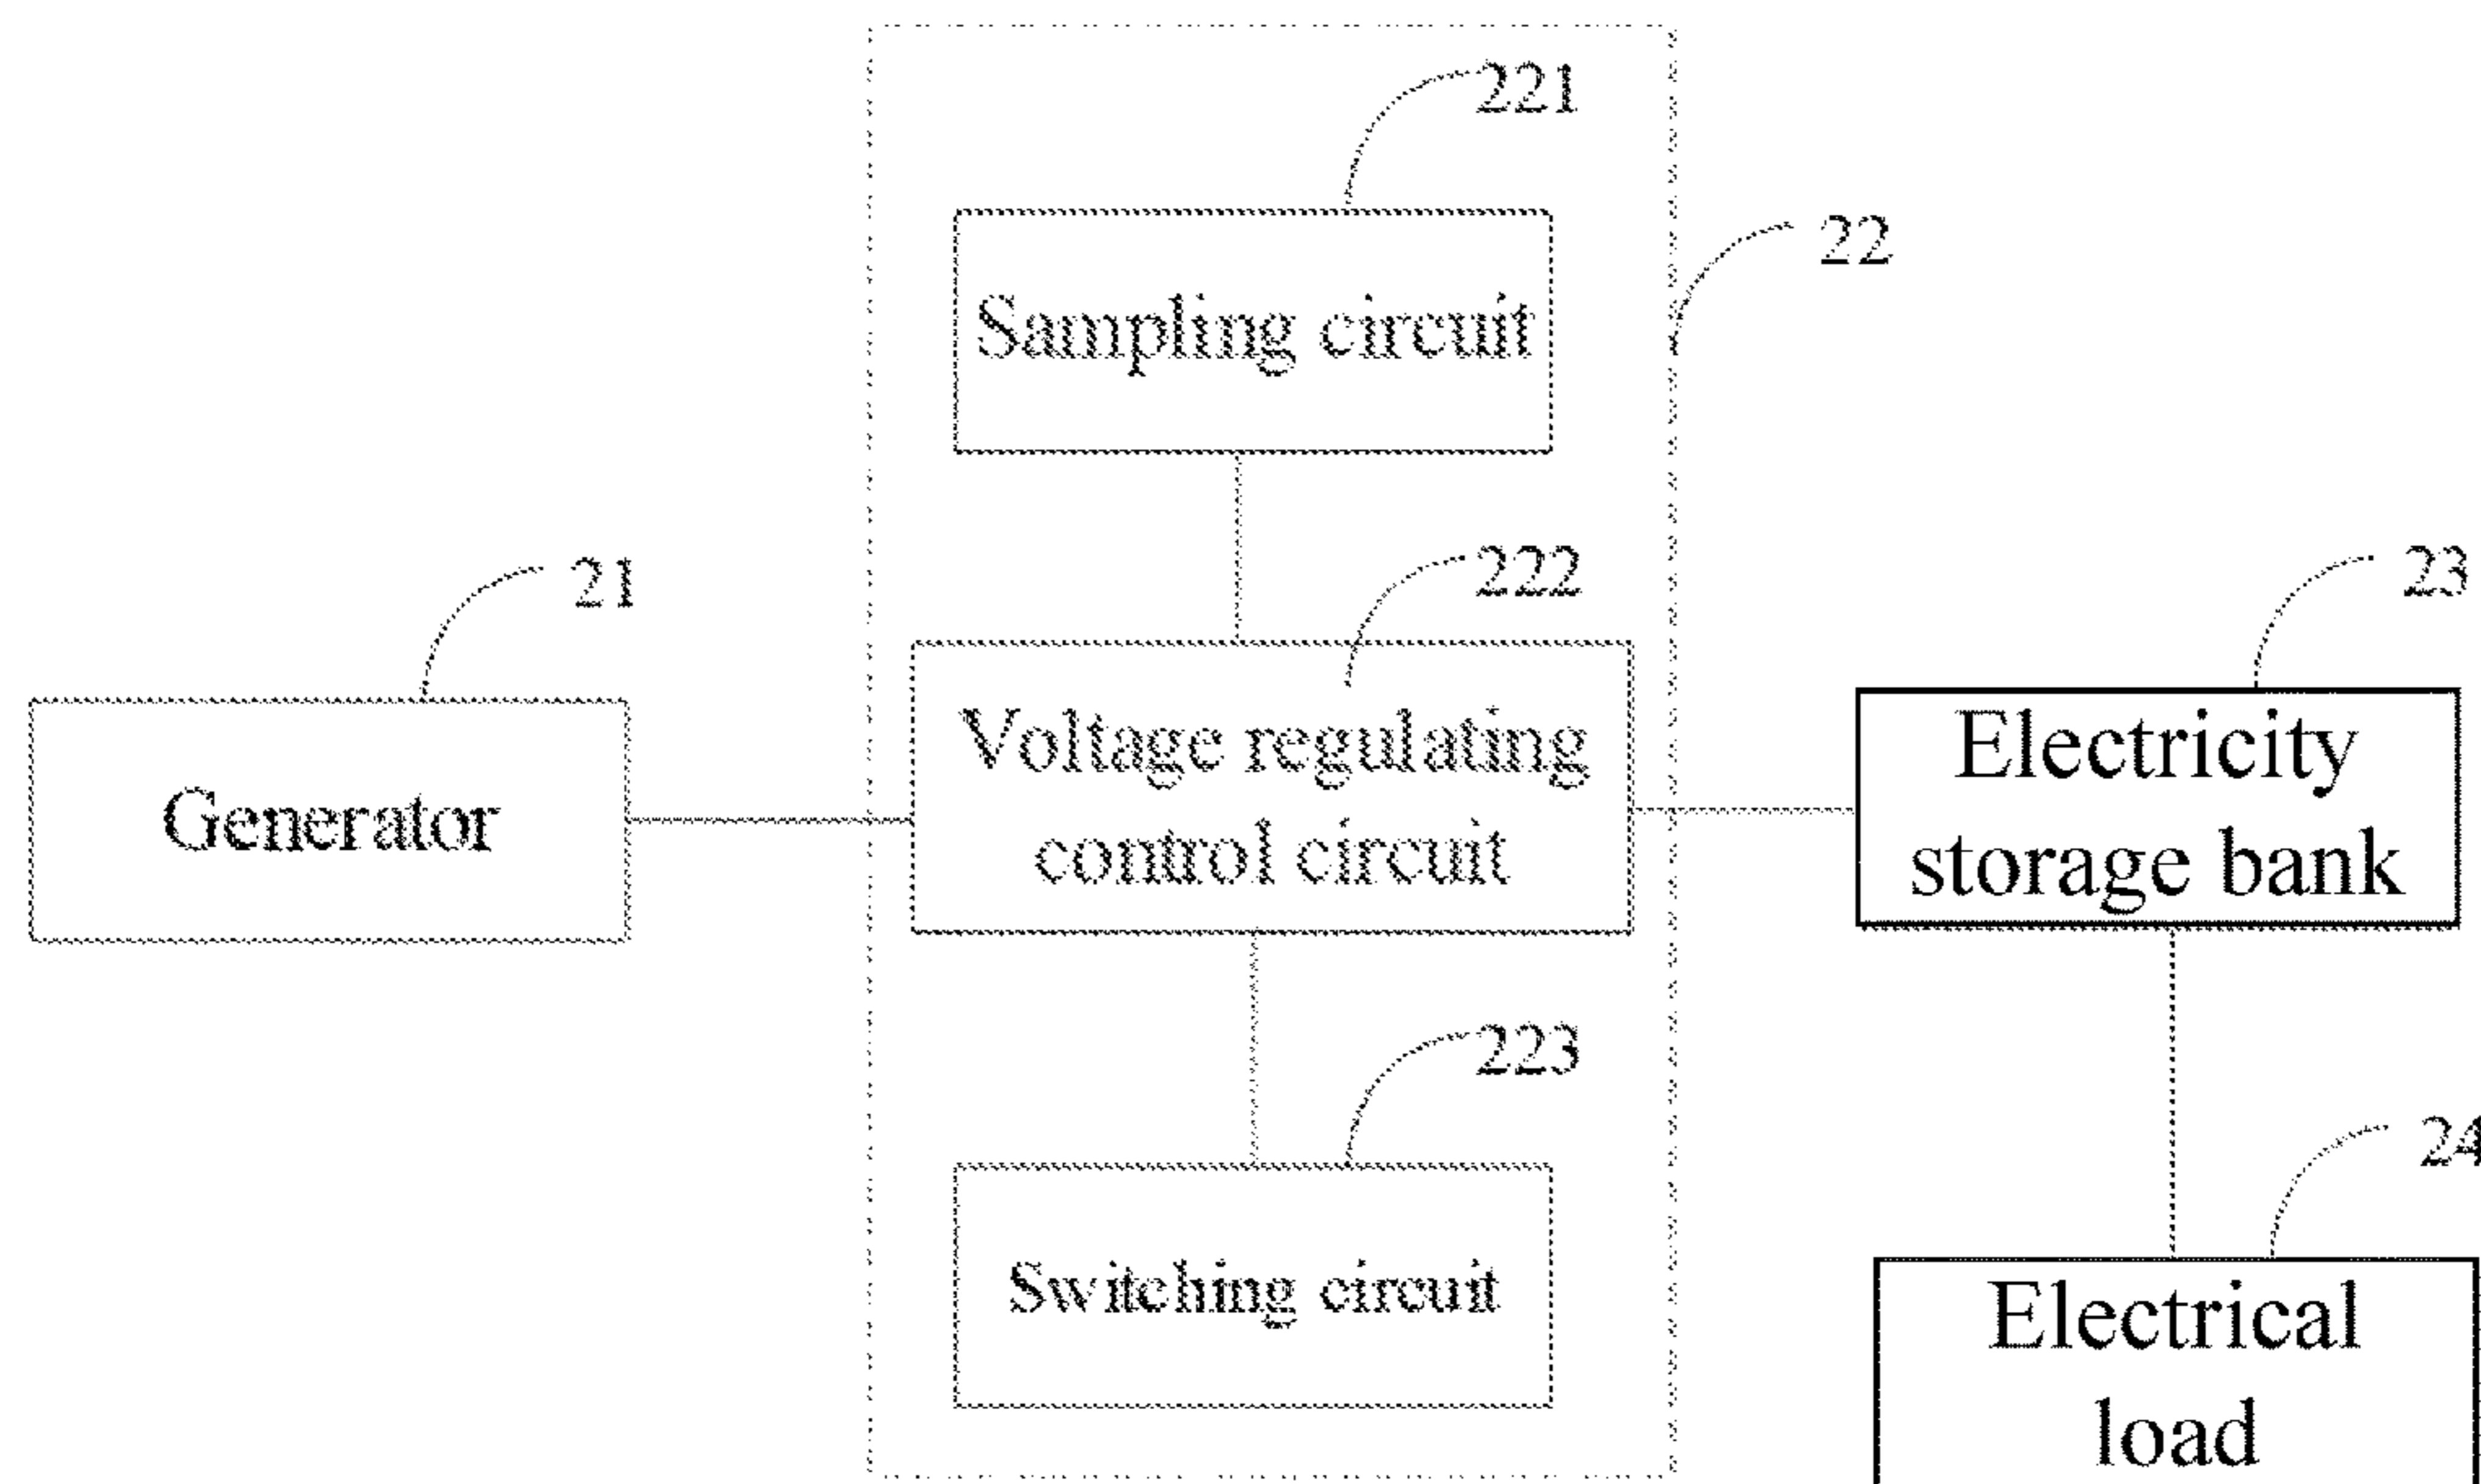 221
22
Sampling circuit
21
222
23
Generator
Voltage regulating
control circuit
Electricity
storage bank
223
24
Switching circuit
Electrical
load